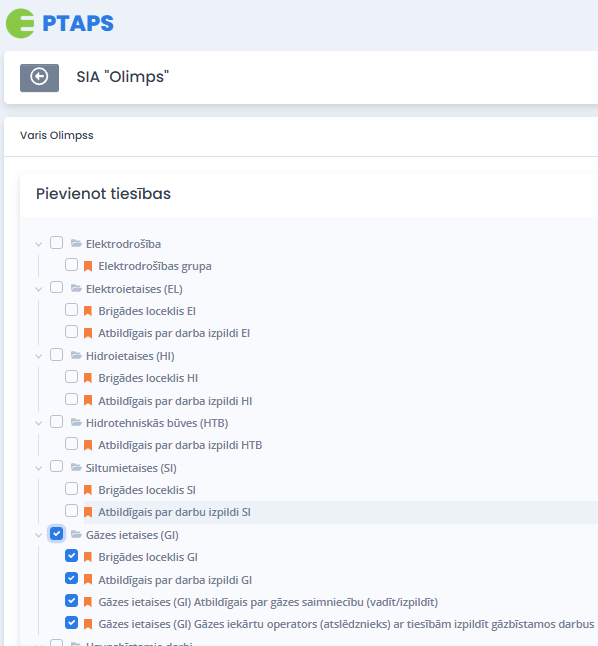 PTAPS
SIA "Olimps"
Varis Olimpss
Pievienot tiesības
Elektrodrošība
Elektrodrošības grupa
Elektroietaises (EL)
Brigādes loceklis EI
Atbildīgais par darba izpildi EI
Hidroietaises (HI)
Brigādes loceklis HI
Atbildīgais par darba izpildi HI
Hidrotehniskās būves (HTB)
Atbildīgais par darba izpildi HTB
Siltumietaises (SI)
Brigādes loceklis SI
Atbildīgais par darbu izpildi SI
Gāzes ietaises (GI)
Brigādes loceklis GI
Atbildīgais par darba izpildi GI
Gāzes ietaises (GI) Atbildīgais par gāzes saimniecību (vadīt/izpildīt)
Gāzes ietaises (GI) Gāzes iekārtu operators (atslēdznieks) ar tiesībām izpildīt gāzbīstamos darbus